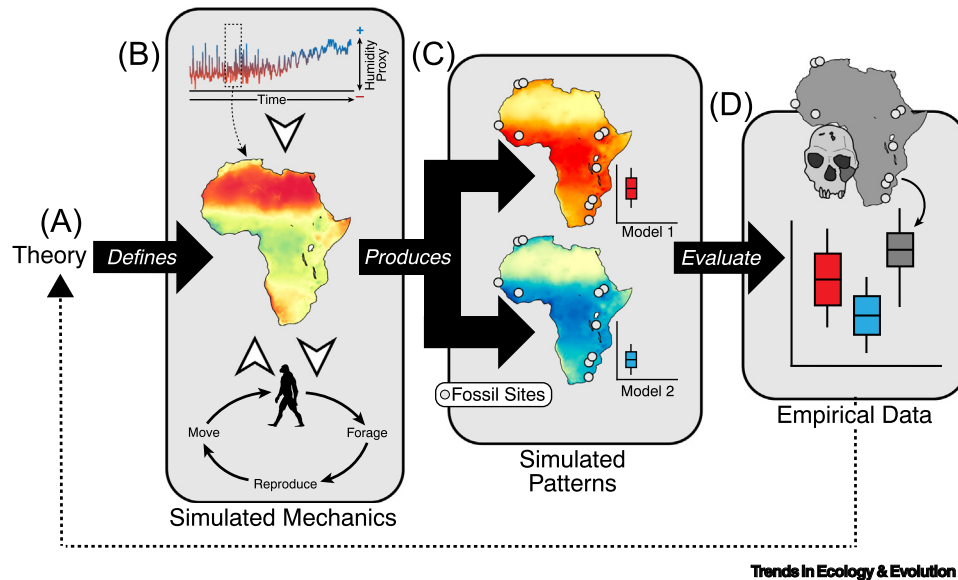 (A)
Theory
Defines
(B)
+
Humidity
Proxy
−
Time
Move
Forage
Reproduce
Simulated Mechanics
Produces
(C)
Model 1
Model 2
Fossil Sites
Simulated
Patterns
Evaluate
(D)
Empirical Data
Trends in Ecology & Evolution